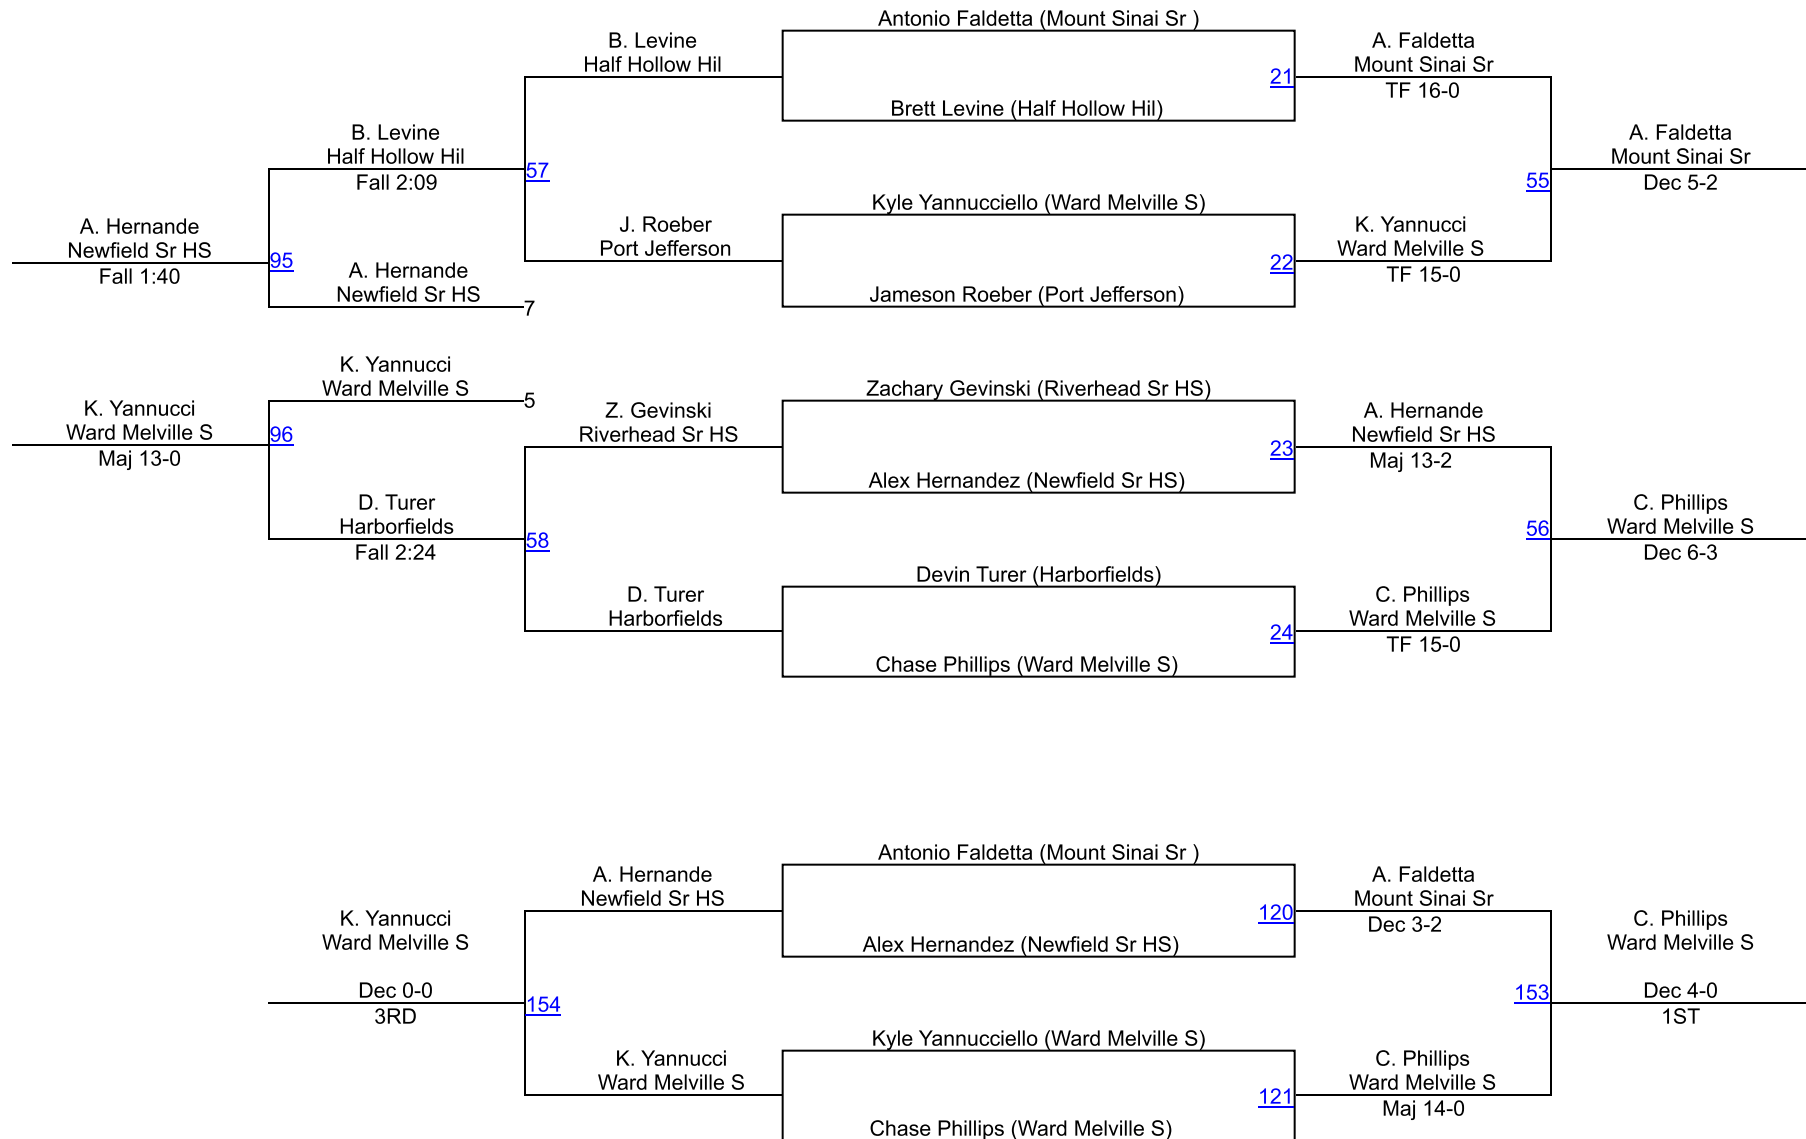 Antonio Faldetta (Mount Sinai Sr )
B. Levine
Half Hollow Hil
21
A. Faldetta
Mount Sinai Sr
TF 16-0
Brett Levine (Half Hollow Hil)
B. Levine
Half Hollow Hil
Fall 2:09
57
55
A. Faldetta
Mount Sinai Sr
Dec 5-2
Kyle Yannucciello (Ward Melville S)
J. Roeber
Port Jefferson
22
K. Yannucci
Ward Melville S
TF 15-0
Jameson Roeber (Port Jefferson)
A. Hernande
Newfield Sr HS
Fall 1:40
95
A. Hernande
Newfield Sr HS
7
K. Yannucci
Ward Melville S
5
K. Yannucci
Ward Melville S
Maj 13-0
96
Zachary Gevinski (Riverhead Sr HS)
Z. Gevinski
Riverhead Sr HS
23
A. Hernande
Newfield Sr HS
Maj 13-2
Alex Hernandez (Newfield Sr HS)
D. Turer
Harborfields
Fall 2:24
58
56
C. Phillips
Ward Melville S
Dec 6-3
Devin Turer (Harborfields)
D. Turer
Harborfields
24
C. Phillips
Ward Melville S
TF 15-0
Chase Phillips (Ward Melville S)
Antonio Faldetta (Mount Sinai Sr )
A. Hernande
Newfield Sr HS
120
A. Faldetta
Mount Sinai Sr
Dec 3-2
Alex Hernandez (Newfield Sr HS)
K. Yannucci
Ward Melville S
Dec 0-0
3RD
154
153
C. Phillips
Ward Melville S
Dec 4-0
1ST
Kyle Yannucciello (Ward Melville S)
K. Yannucci
Ward Melville S
121
C. Phillips
Ward Melville S
Maj 14-0
Chase Phillips (Ward Melville S)